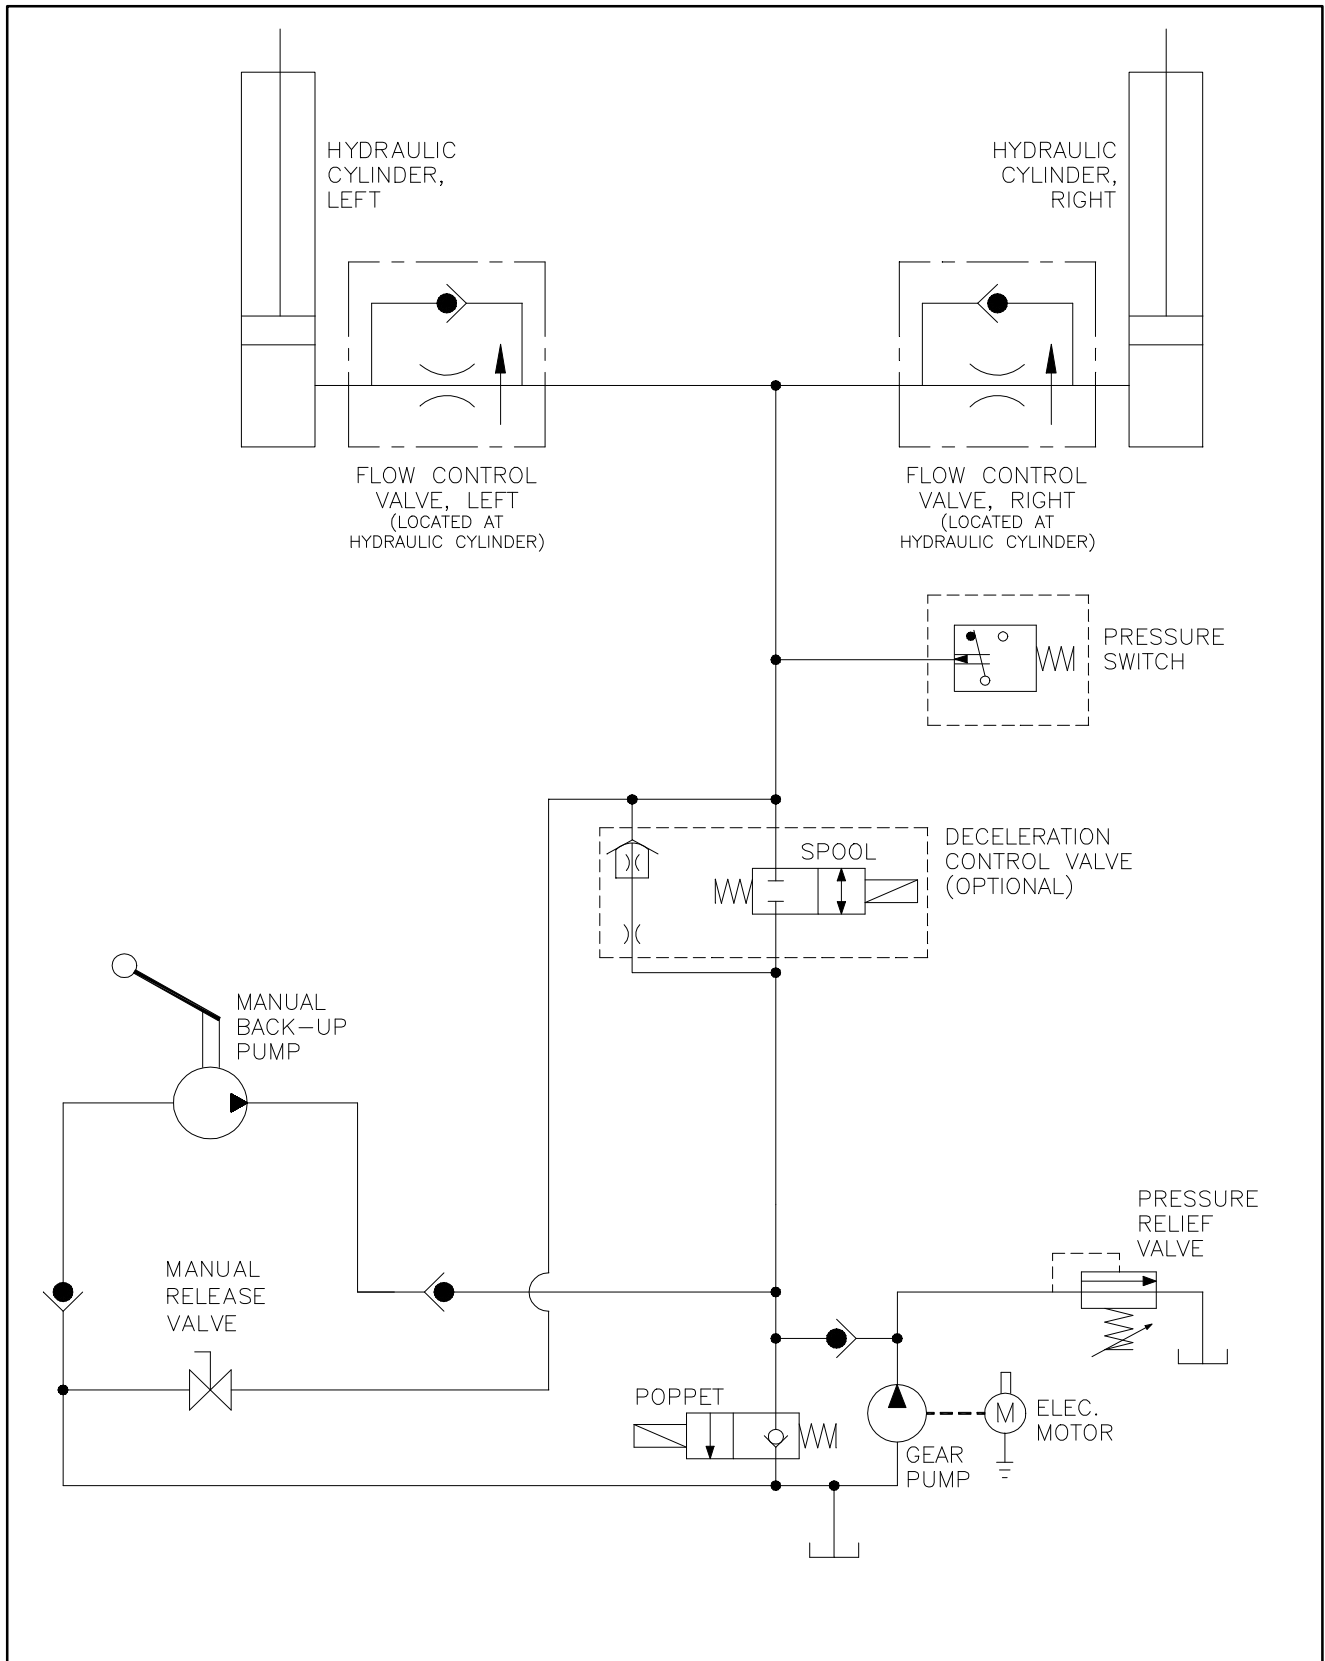 HYDRAULIC
CYLINDER,
LEFT
HYDRAULIC
CYLINDER,
RIGHT
FLOW CONTROL
VALVE, LEFT
(LOCATED AT
HYDRAULIC CYLINDER)
FLOW CONTROL
VALVE, RIGHT
(LOCATED AT
HYDRAULIC CYLINDER)
PRESSURE
SWITCH
SPOOL
DECELERATION
CONTROL VALVE
(OPTIONAL)
MANUAL
BACK-UP
PUMP
PRESSURE
RELIEF
VALVE
MANUAL
RELEASE
VALVE
POPPET
M
ELEC.
MOTOR
GEAR
PUMP